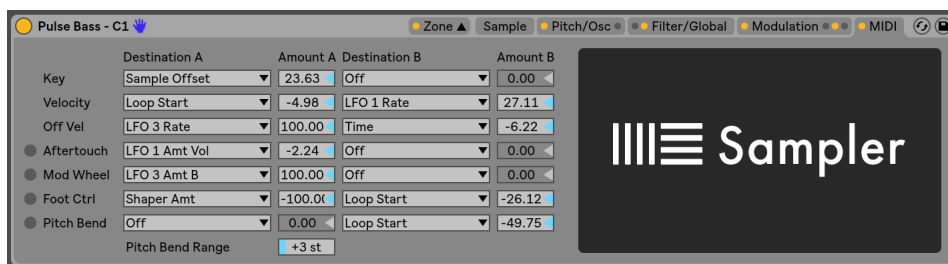 Pulse Bass - C1 Zone Sample Pitch/Osc Filter/Global Modulation MIDI
Destination A Amount A Destination B Amount B
Key Sample Offset 23.63 Off 0.00
Velocity Loop Start -4.98 LFO 1 Rate 27.11
Off Vel LFO 3 Rate 100.00 Time -6.22
Aftertouch LFO 1 Amt Vol -2.24 Off 0.00
Mod Wheel LFO 3 Amt B 100.00 Off 0.00
Foot Ctrl Shaper Amt -100.0( Loop Start -26.12
Pitch Bend Off 0.00 Loop Start -49.75
Pitch Bend Range +3 st
Sampler